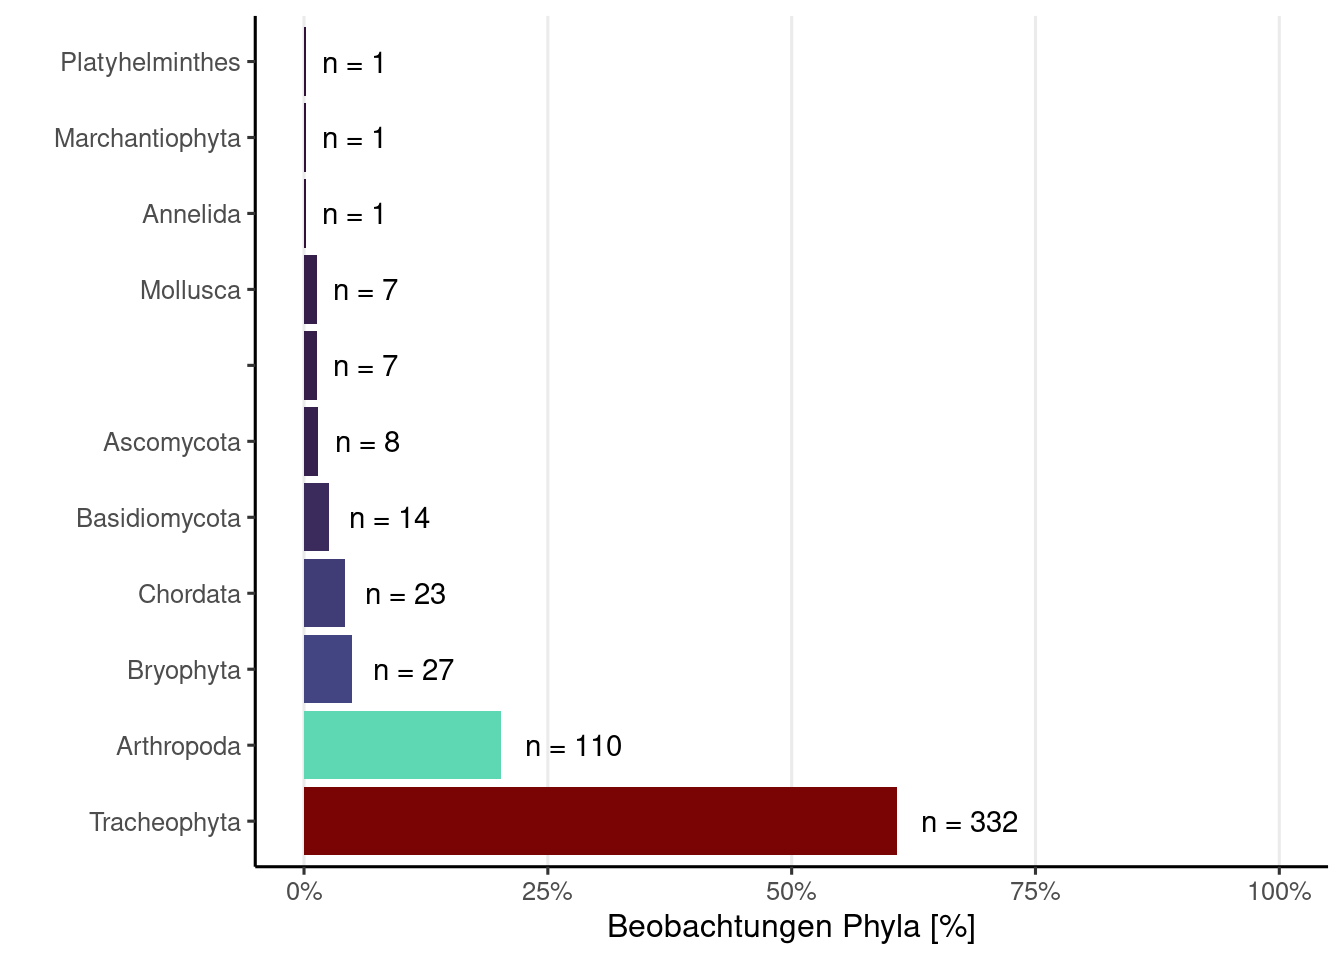 Platyhelminthes n = 1
Marchantiophyta n = 1
Annelida n = 1
Mollusca n = 7
n = 7
Ascomycota n = 8
Basidiomycota n = 14
Chordata n = 23
Bryophyta n = 27
Arthropoda n = 110
Tracheophyta n = 332
0% 25% 50% 75% 100%
Beobachtungen Phyla [%]